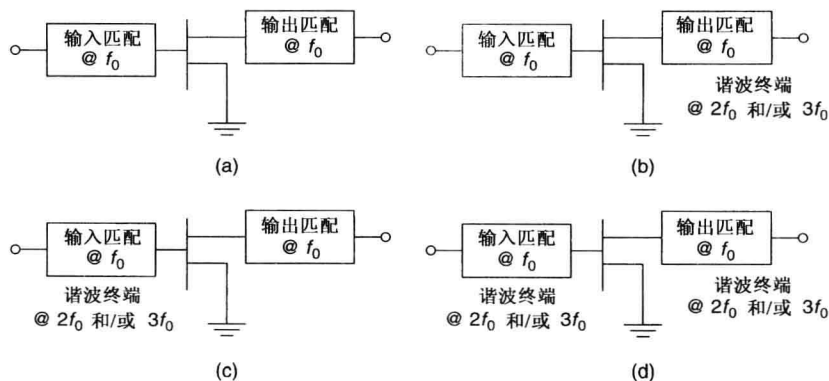 输入匹配
@ f₀
输出匹配
@ f₀
(a)
输入匹配
@ f₀
输出匹配
@ f₀
谐波终端
@ 2f₀ 和/或 3f₀
(b)
输入匹配
@ f₀
谐波终端
@ 2f₀ 和/或 3f₀
输出匹配
@ f₀
(c)
输入匹配
@ f₀
谐波终端
@ 2f₀ 和/或 3f₀
输出匹配
@ f₀
谐波终端
@ 2f₀ 和/或 3f₀
(d)